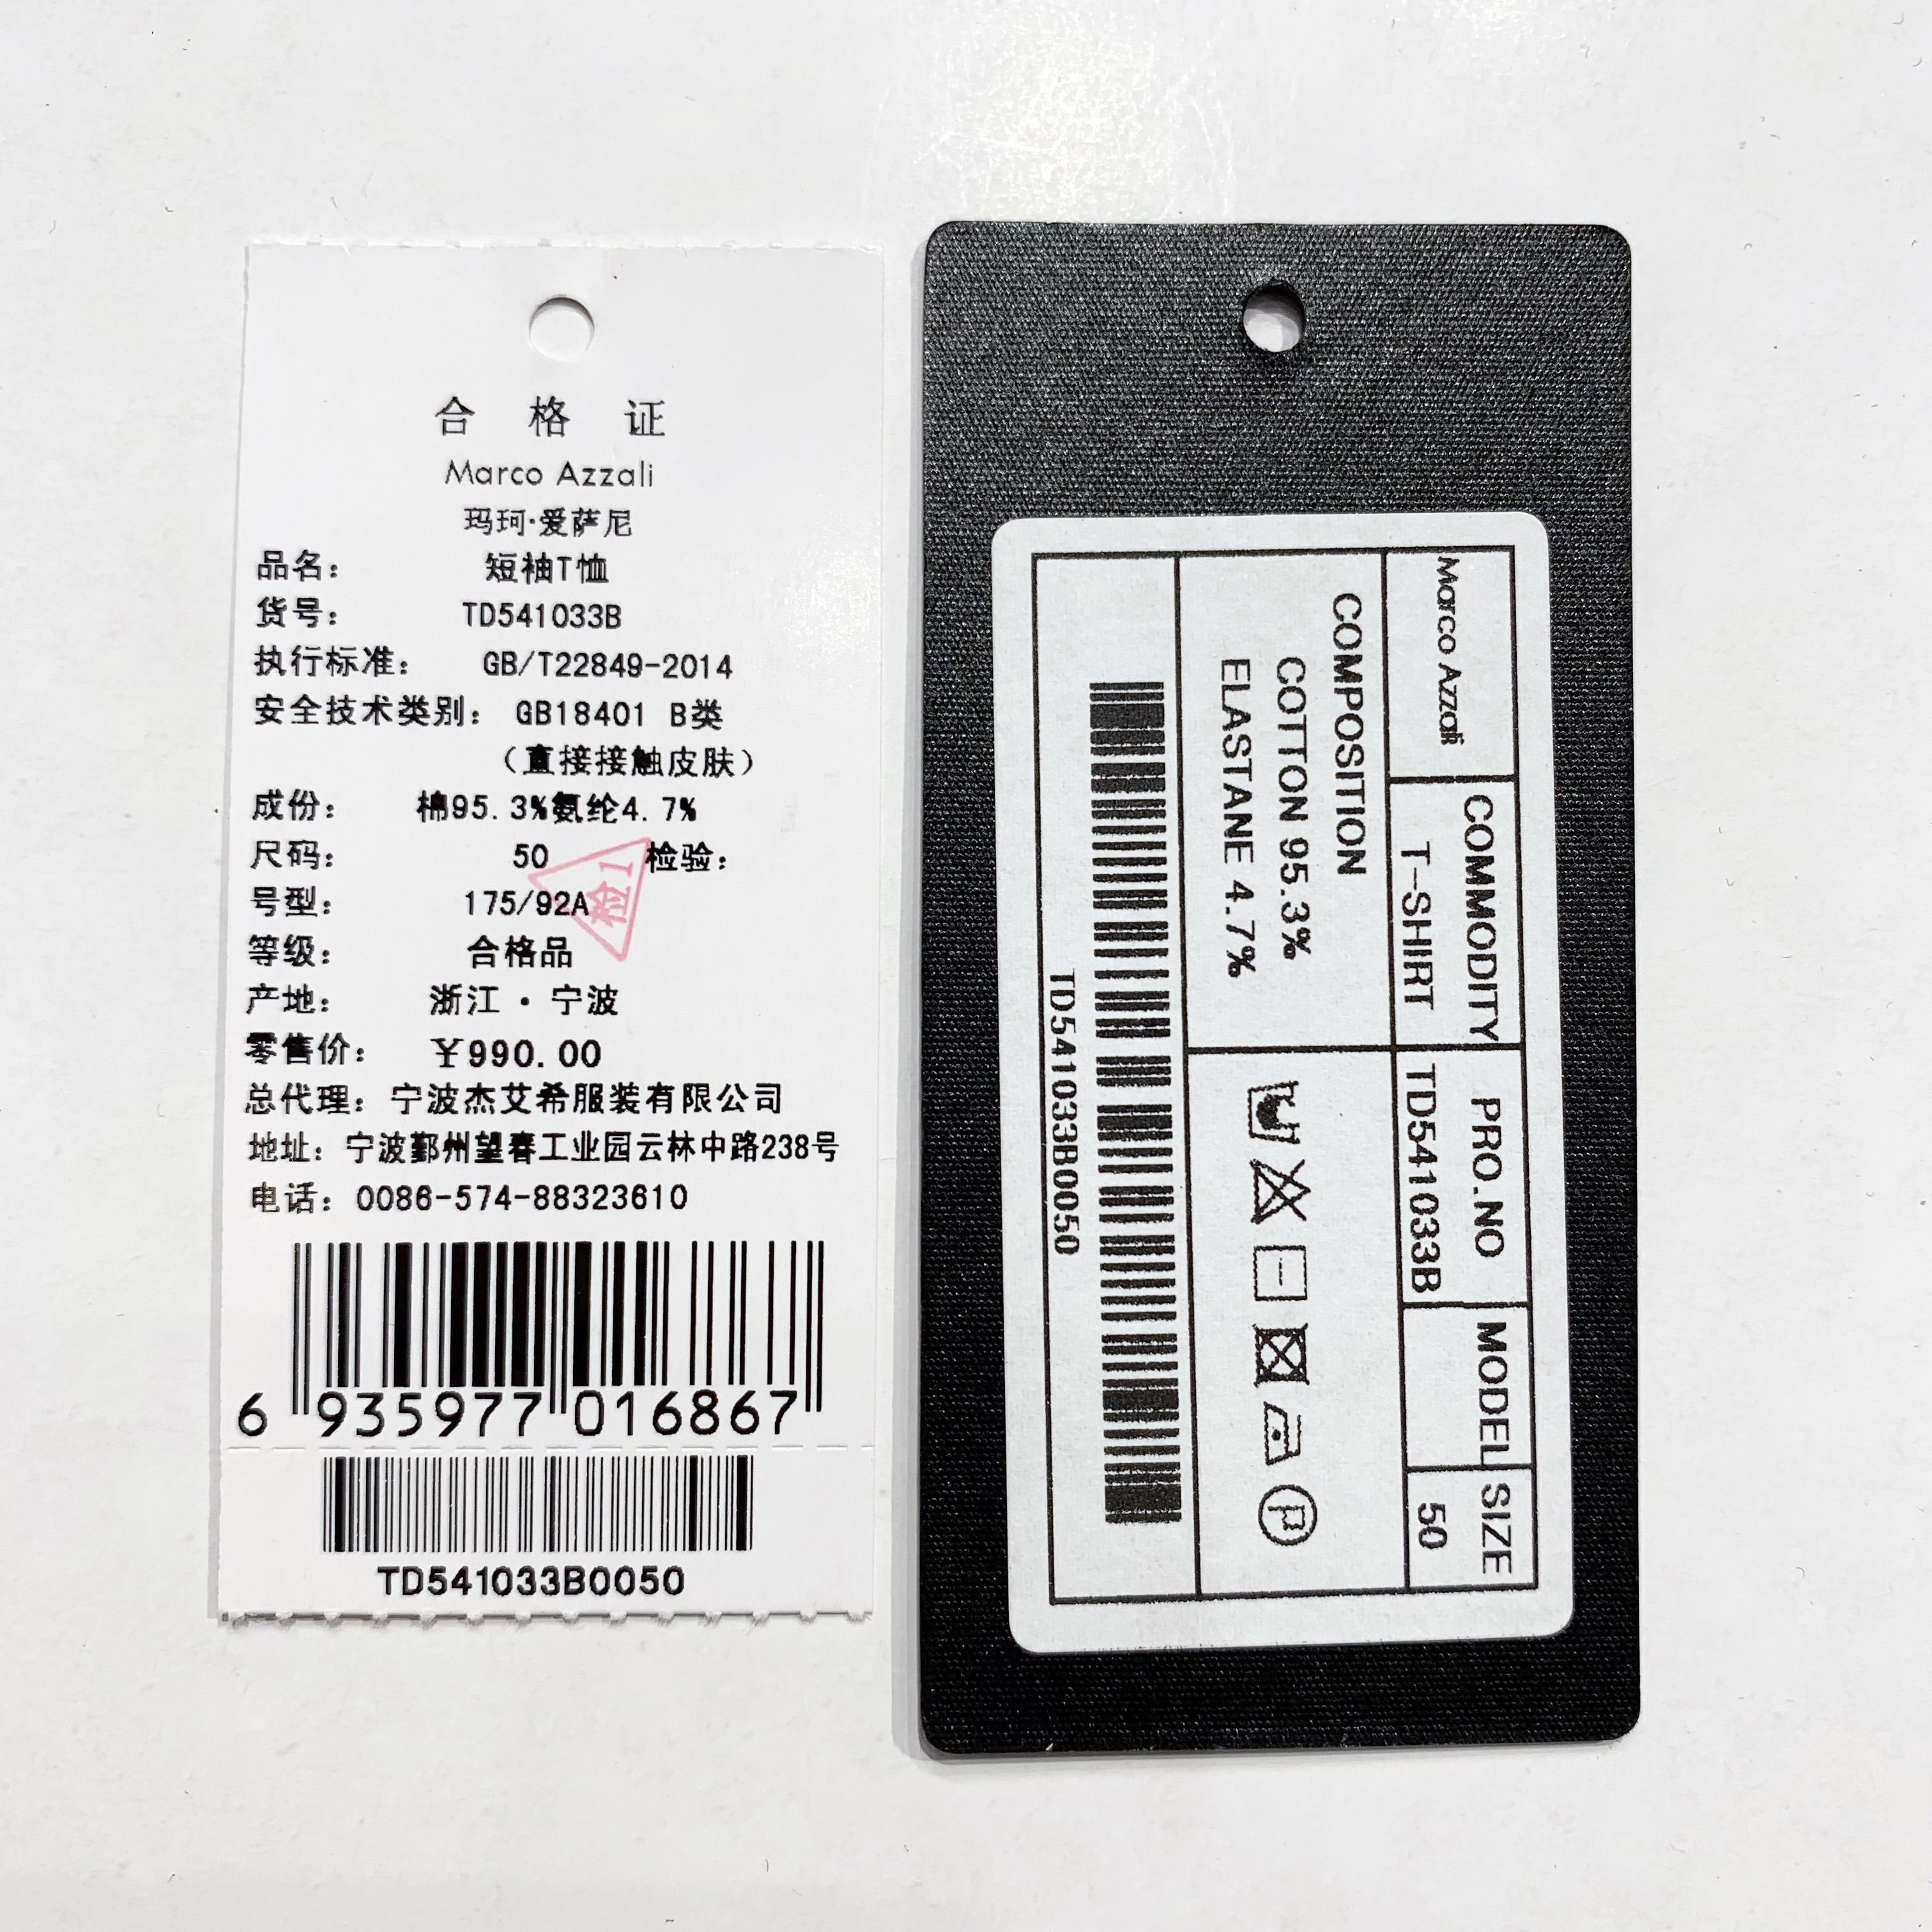 合格证
Marco Azzali
玛珂·爱萨尼
品名： 短袖T恤
货号： TD541033B
执行标准： GB/T22849-2014
安全技术类别： GB18401 B类
（直接接触皮肤）
成份： 棉95.3%氨纶4.7%
尺码： 50 检验：
检1
号型： 175/92A
等级： 合格品
产地： 浙江·宁波
零售价： ￥990.00
总代理：宁波杰艾希服装有限公司
地址：宁波鄞州望春工业园云林中路238号
电话：0086-574-88323610
6 935977 016867
TD541033B0050
Marco Azzali
COMMODITY PRO.NO MODEL SIZE
T-SHIRT TD541033B 50
COMPOSITION
COTTON 95.3%
ELASTANE 4.7%
P
TD541033B0050